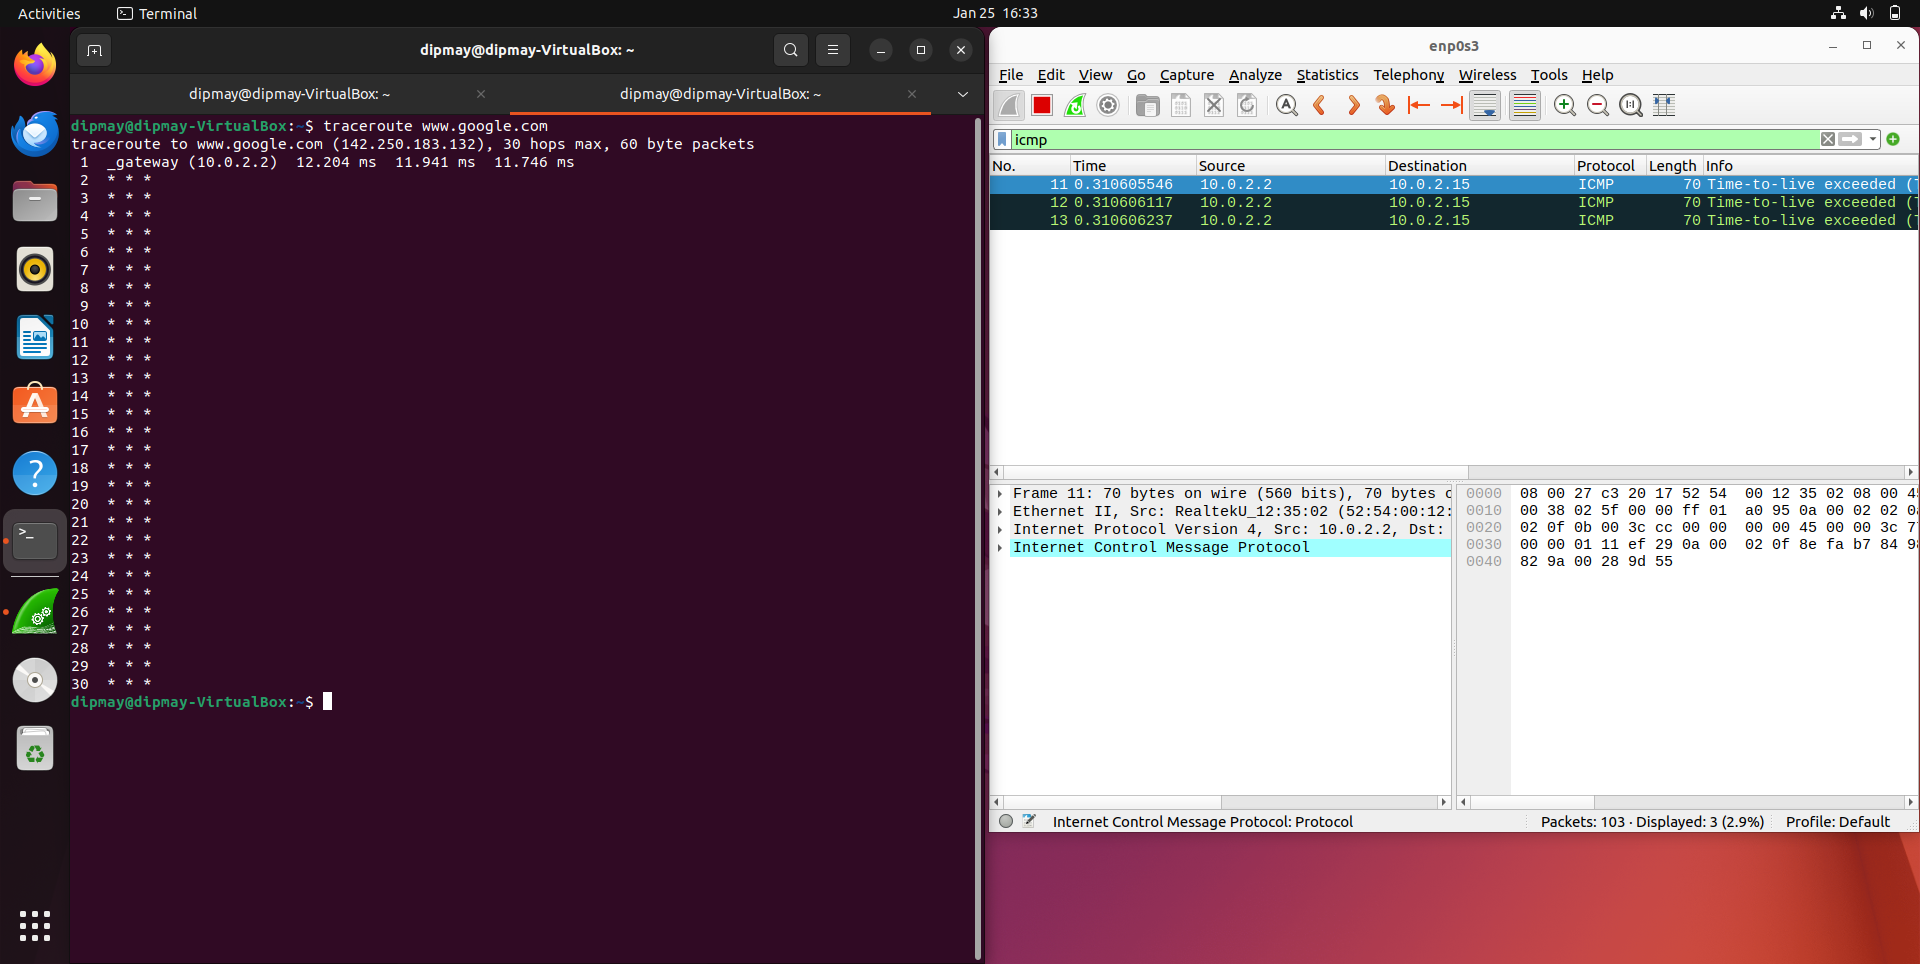 Activities
Terminal
Jan 25 16:33
dipmay@dipmay-VirtualBox: ~
dipmay@dipmay-VirtualBox: ~
dipmay@dipmay-VirtualBox: ~
dipmay@dipmay-VirtualBox:~$ traceroute www.google.com
traceroute to www.google.com (142.250.183.132), 30 hops max, 60 byte packets
1 _gateway (10.0.2.2) 12.204 ms 11.941 ms 11.746 ms
2 * * *
3 * * *
4 * * *
5 * * *
6 * * *
7 * * *
8 * * *
9 * * *
10 * * *
11 * * *
12 * * *
13 * * *
14 * * *
15 * * *
16 * * *
17 * * *
18 * * *
19 * * *
20 * * *
21 * * *
22 * * *
23 * * *
24 * * *
25 * * *
26 * * *
27 * * *
28 * * *
29 * * *
30 * * *
dipmay@dipmay-VirtualBox:~$
enp0s3
File Edit View Go Capture Analyze Statistics Telephony Wireless Tools Help
icmp
No. Time Source Destination Protocol Length Info
11 0.310605546 10.0.2.2 10.0.2.15 ICMP 70 Time-to-live exceeded (
12 0.310606117 10.0.2.2 10.0.2.15 ICMP 70 Time-to-live exceeded (
13 0.310606237 10.0.2.2 10.0.2.15 ICMP 70 Time-to-live exceeded (
Frame 11: 70 bytes on wire (560 bits), 70 bytes
Ethernet II, Src: RealtekU_12:35:02 (52:54:00:12:
Internet Protocol Version 4, Src: 10.0.2.2, Dst:
Internet Control Message Protocol
0000 08 00 27 c3 20 17 52 54 00 12 35 02 08 00
0010 00 38 02 5f 00 00 ff 01 a0 95 0a 00 02 02
0020 02 0f 0b 00 3c cc 00 00 00 00 45 00 00 3c
0030 00 00 01 11 ef 29 0a 00 02 0f 8e fa b7 84
0040 82 9a 00 28 9d 55
Internet Control Message Protocol: Protocol
Packets: 103 · Displayed: 3 (2.9%)
Profile: Default